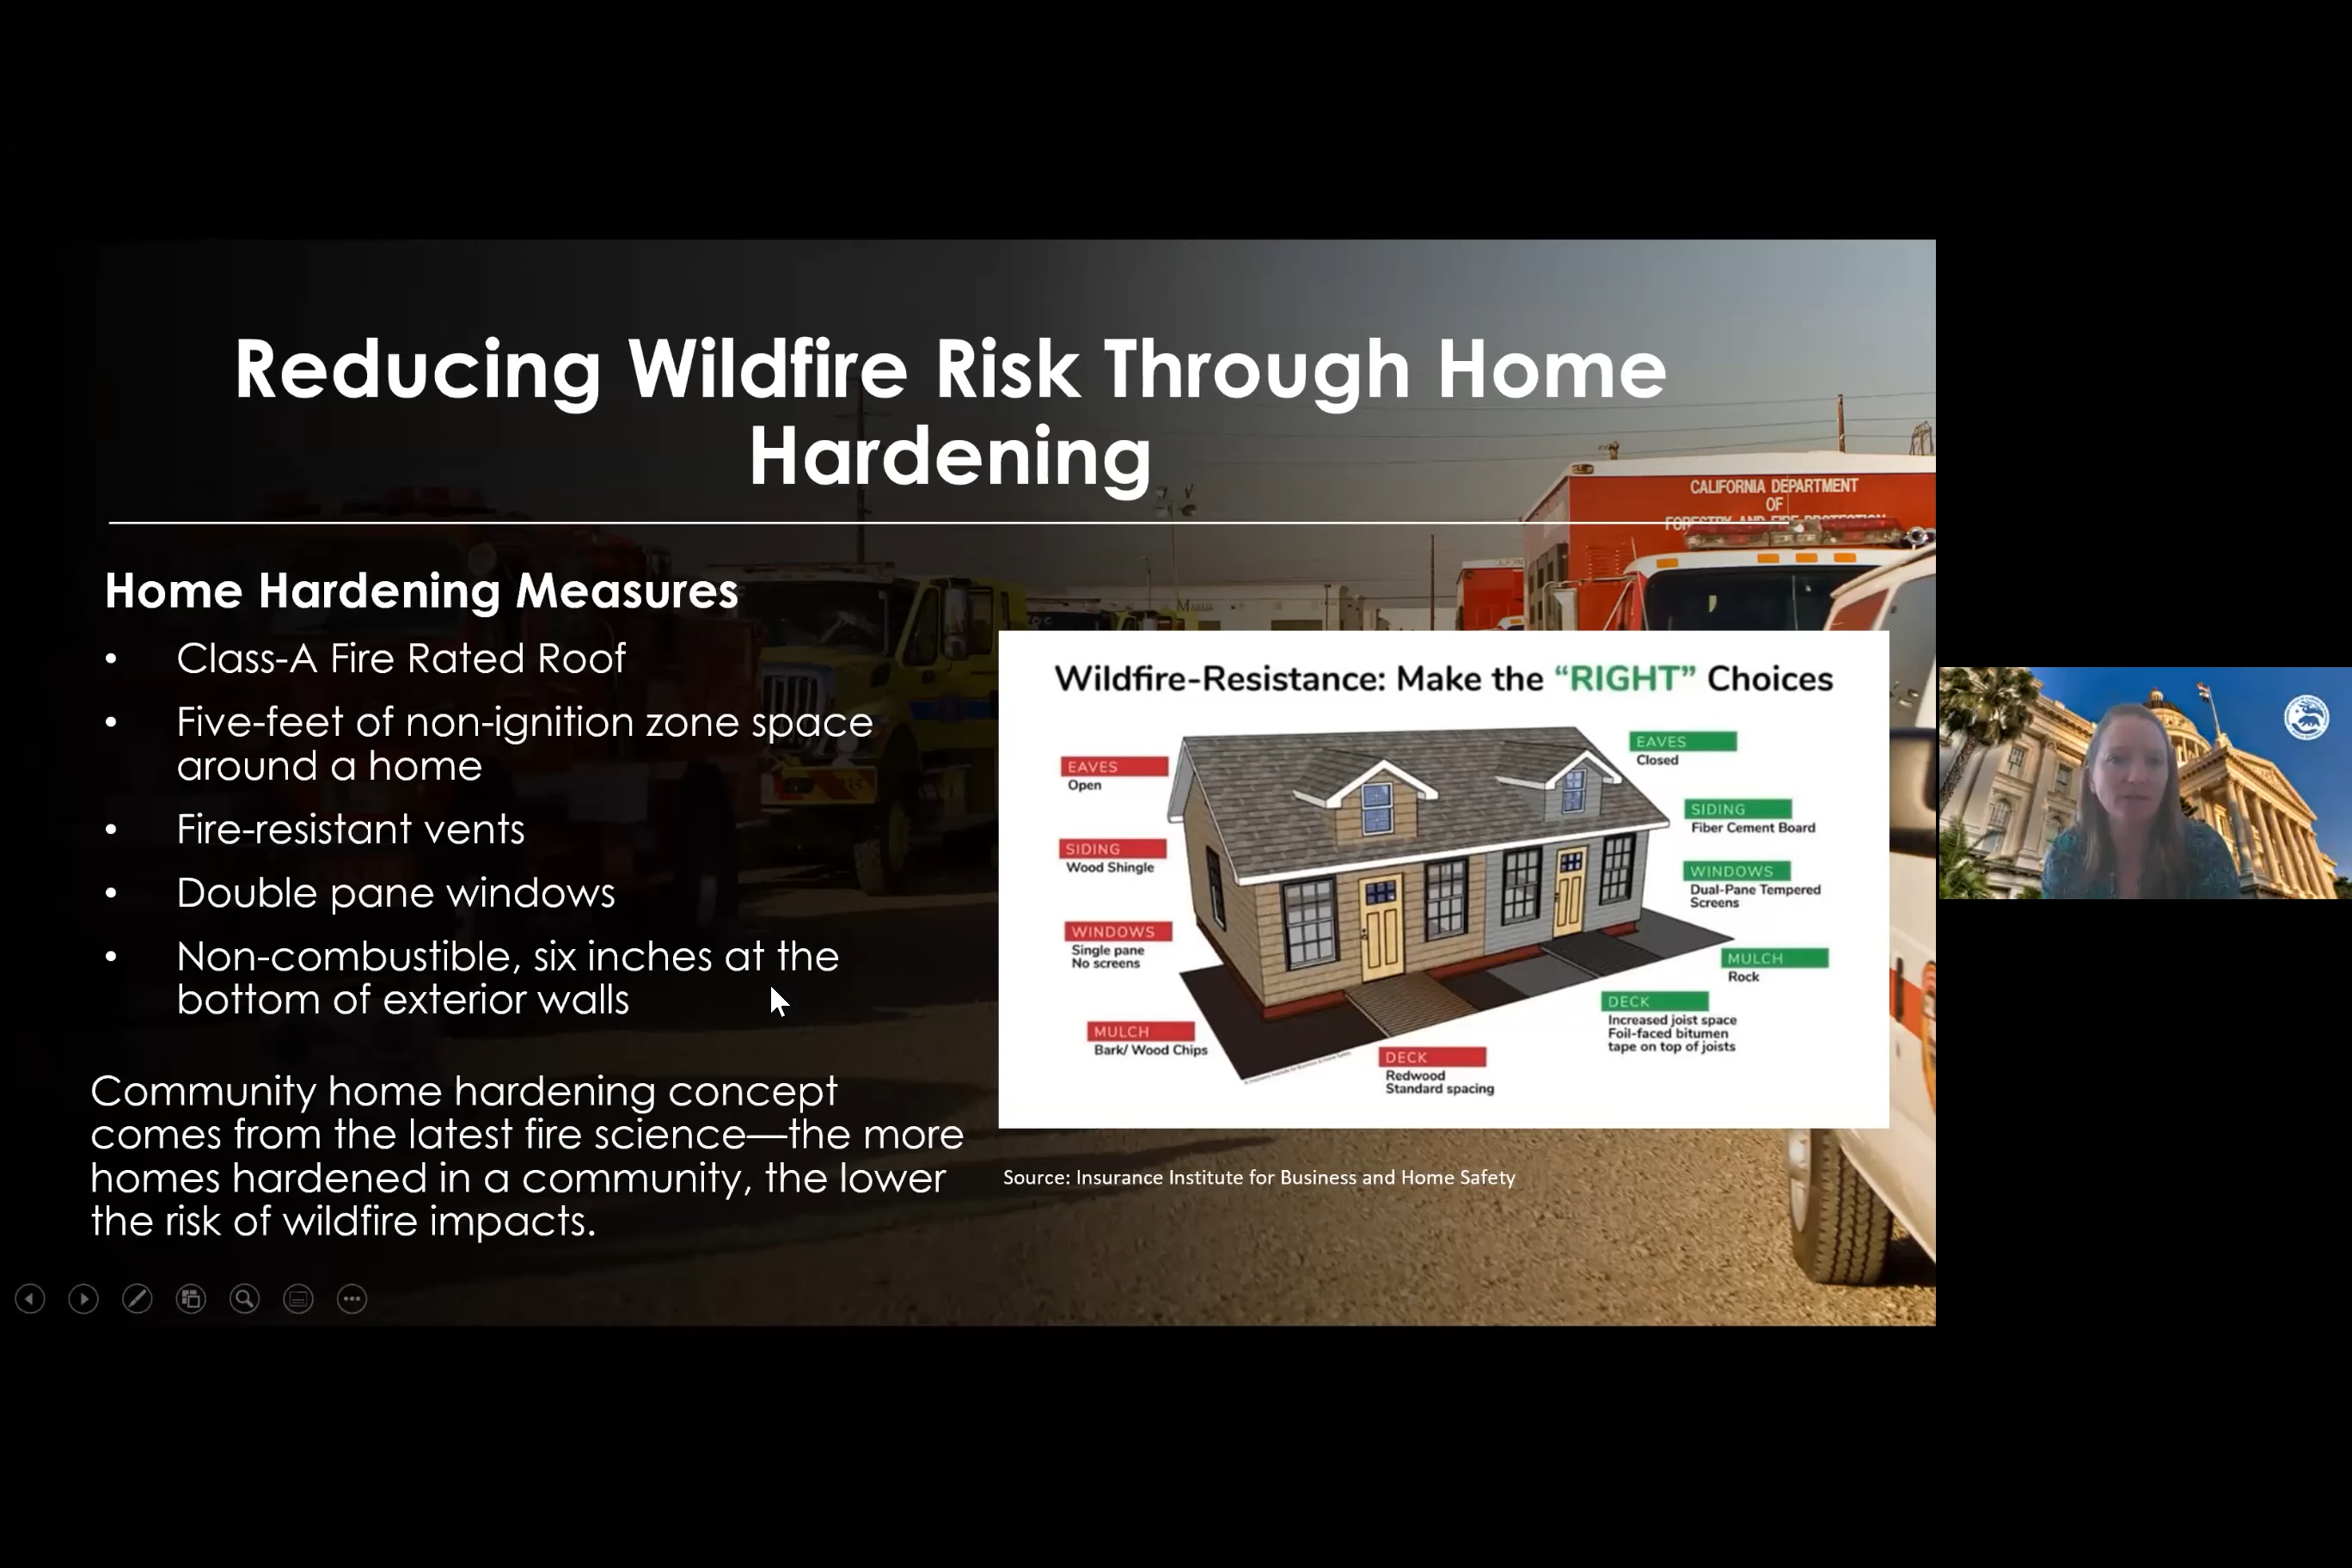 Reducing Wildfire Risk Through Home
Hardening
CALIFORNIA DEPARTMENT
OF
FORESTRY AND FIRE PROTECTION
Home Hardening Measures
• Class-A Fire Rated Roof
• Five-feet of non-ignition zone space
around a home
• Fire-resistant vents
• Double pane windows
• Non-combustible, six inches at the
bottom of exterior walls
Community home hardening concept
comes from the latest fire science—the more
homes hardened in a community, the lower
the risk of wildfire impacts.
Wildfire-Resistance: Make the “RIGHT” Choices
EAVES
Open
SIDING
Wood Shingle
WINDOWS
Single pane
No screens
MULCH
Bark/ Wood Chips
DECK
Redwood
Standard spacing
EAVES
Closed
SIDING
Fiber Cement Board
WINDOWS
Dual-Pane Tempered
Screens
MULCH
Rock
DECK
Increased joist space
Foil-faced bitumen
tape on top of joists
Source: Insurance Institute for Business and Home Safety